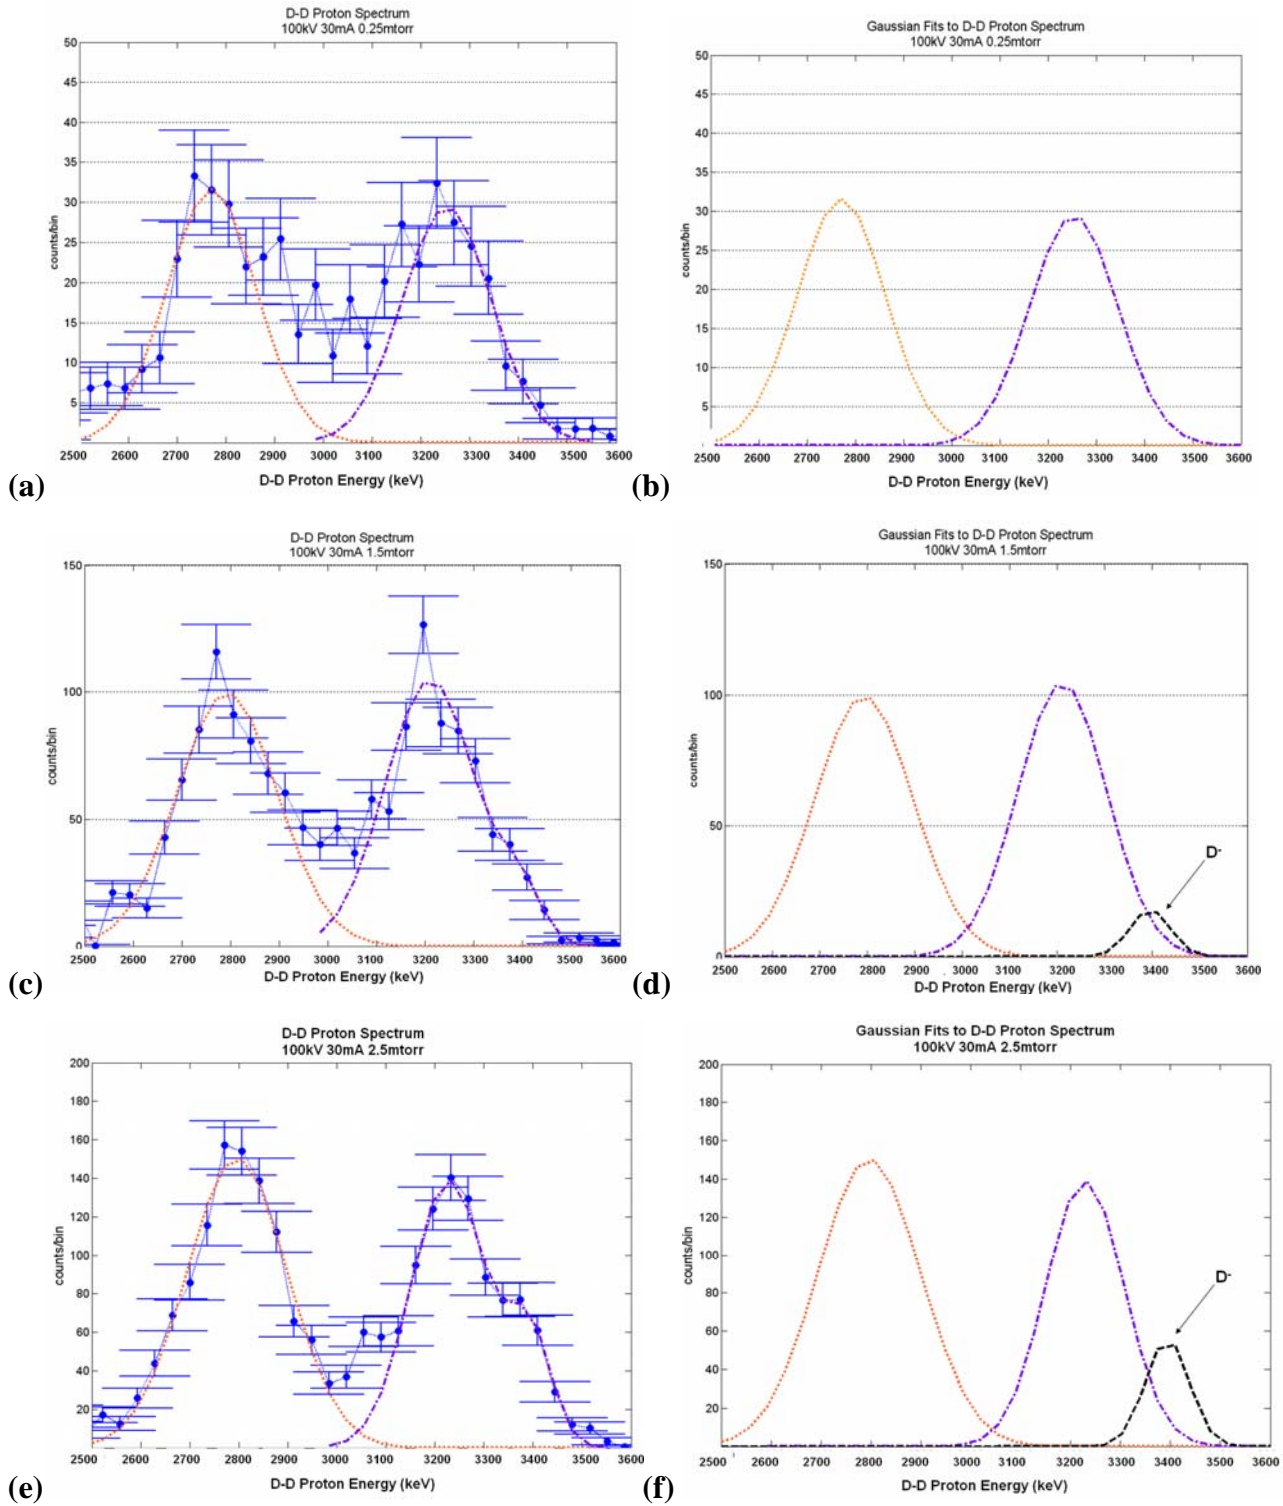 D-D Proton Spectrum
100kV 30mA 0.25mtorr
50
45
40
35
30
25
20
15
10
5
counts/bin
2500 2600 2700 2800 2900 3000 3100 3200 3300 3400 3500 3600
D-D Proton Energy (keV)
(a)
Gaussian Fits to D-D Proton Spectrum
100kV 30mA 0.25mtorr
50
45
40
35
30
25
20
15
10
5
counts/bin
2500 2600 2700 2800 2900 3000 3100 3200 3300 3400 3500 3600
D-D Proton Energy (keV)
(b)
D-D Proton Spectrum
100kV 30mA 1.5mtorr
150
100
50
0
counts/bin
2500 2600 2700 2800 2900 3000 3100 3200 3300 3400 3500 3600
D-D Proton Energy (keV)
(c)
Gaussian Fits to D-D Proton Spectrum
100kV 30mA 1.5mtorr
150
100
50
0
counts/bin
D-
2500 2600 2700 2800 2900 3000 3100 3200 3300 3400 3500 3600
D-D Proton Energy (keV)
(d)
D-D Proton Spectrum
100kV 30mA 2.5mtorr
200
180
160
140
120
100
80
60
40
20
counts/bin
2500 2600 2700 2800 2900 3000 3100 3200 3300 3400 3500 3600
D-D Proton Energy (keV)
(e)
Gaussian Fits to D-D Proton Spectrum
100kV 30mA 2.5mtorr
200
180
160
140
120
100
80
60
40
20
counts/bin
D-
2500 2600 2700 2800 2900 3000 3100 3200 3300 3400 3500 3600
D-D Proton Energy (keV)
(f)